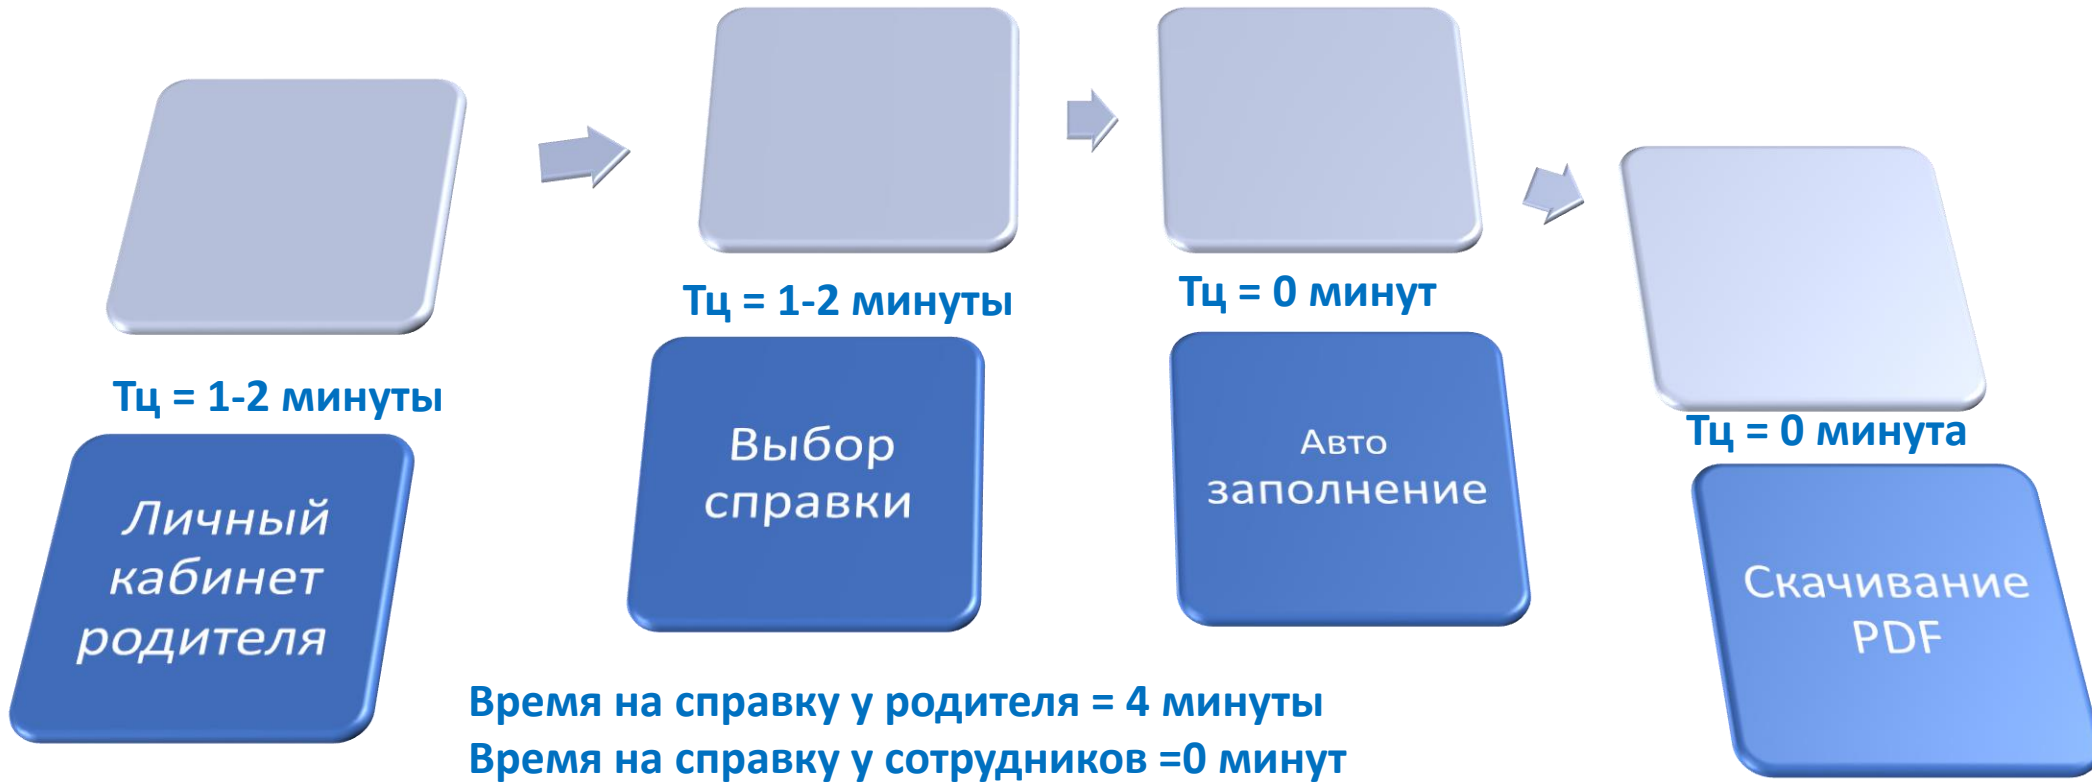 Тц = 1-2 минуты
Личный
кабинет
родителя
Тц = 1-2 минуты
Выбор
справки
Тц = 0 минут
Авто
заполнение
Тц = 0 минута
Скачивание
PDF
Время на справку у родителя = 4 минуты
Время на справку у сотрудников =0 минут